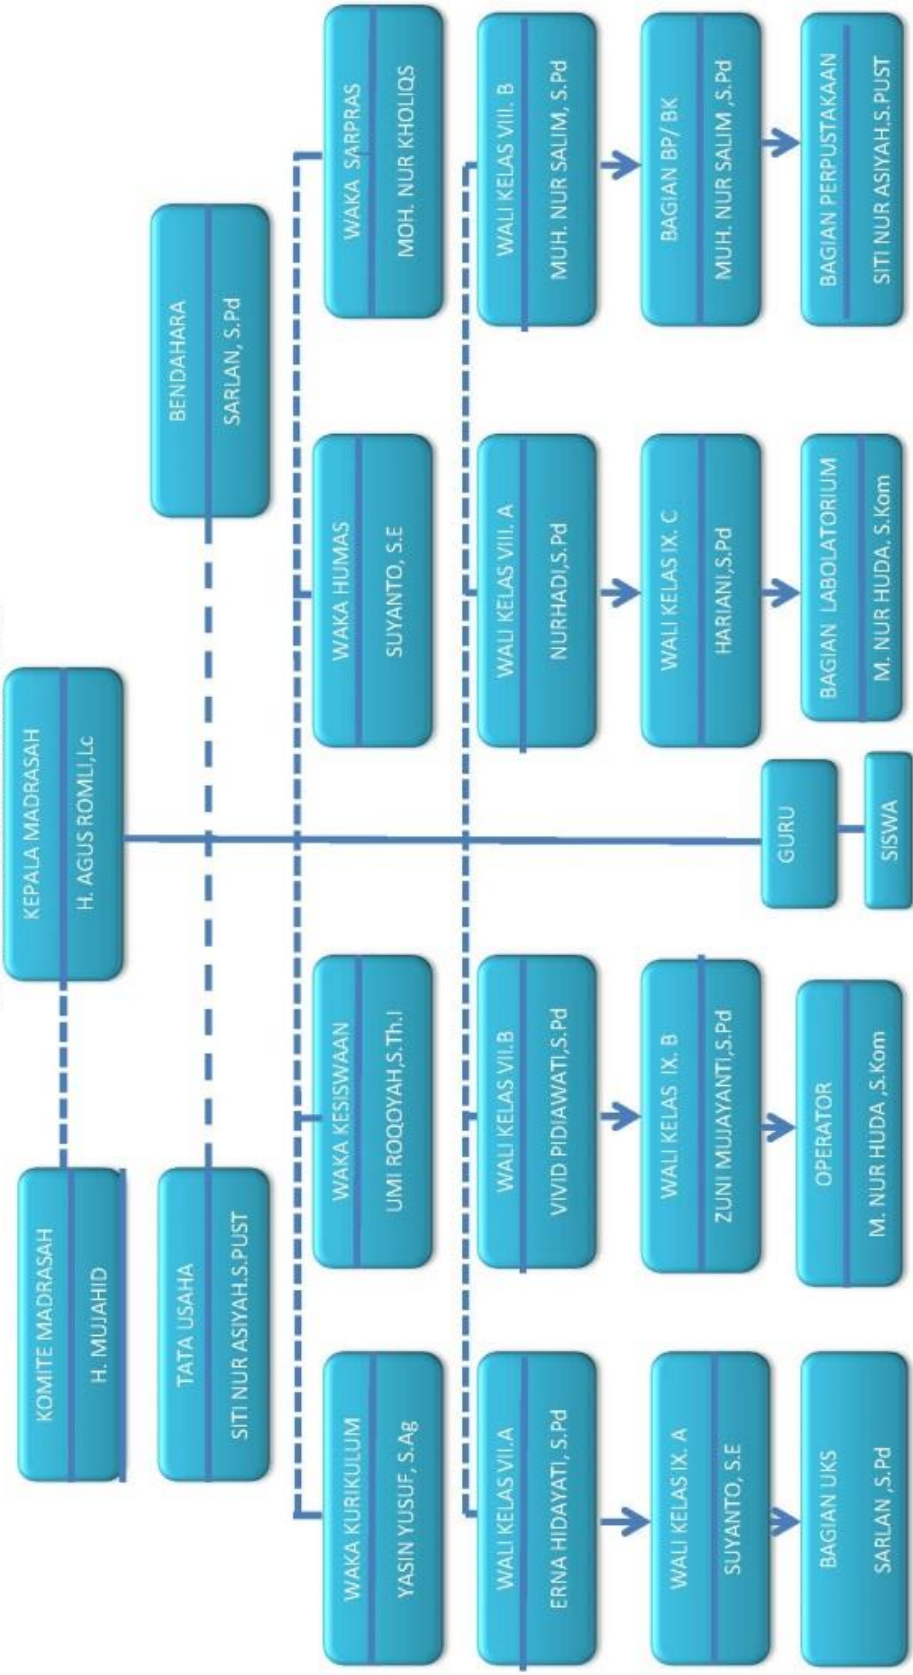 KEPALA MADRASAH
H. AGUS ROMLI,Lc
KOMITE MADRASAH
H. MUJAHID
TATA USAHA
SITI NUR ASIYAH.S.PUST
BENDAHARA
SARLAN, S.Pd
WAKA KURIKULUM
YASIN YUSUF, S.Ag
WAKA KESISWAAN
UMI ROQOYAH,S.Th.I
WAKA HUMAS
SUYANTO, S.E
WAKA SARPRAS
MOH. NUR KHOLIQS
WALI KELAS VII.A
ERNA HIDAYATI, S.Pd
WALI KELAS VII.B
VIVID PIDIAWATI,S.Pd
WALI KELAS VIII. A
NURHADI,S.Pd
WALI KELAS VIII. B
MUH. NUR SALIM, S.Pd
WALI KELAS IX. A
SUYANTO, S.E
WALI KELAS IX. B
ZUNI MUJAYANTI,S.Pd
WALI KELAS IX. C
HARIANI,S.Pd
BAGIAN BP/ BK
MUH. NUR SALIM ,S.Pd
BAGIAN UKS
SARLAN ,S.Pd
OPERATOR
M. NUR HUDA ,S.Kom
GURU
SISWA
BAGIAN LABOLATORIUM
M. NUR HUDA, S.Kom
BAGIAN PERPUSTAKAAN
SITI NUR ASIYAH.S.PUST